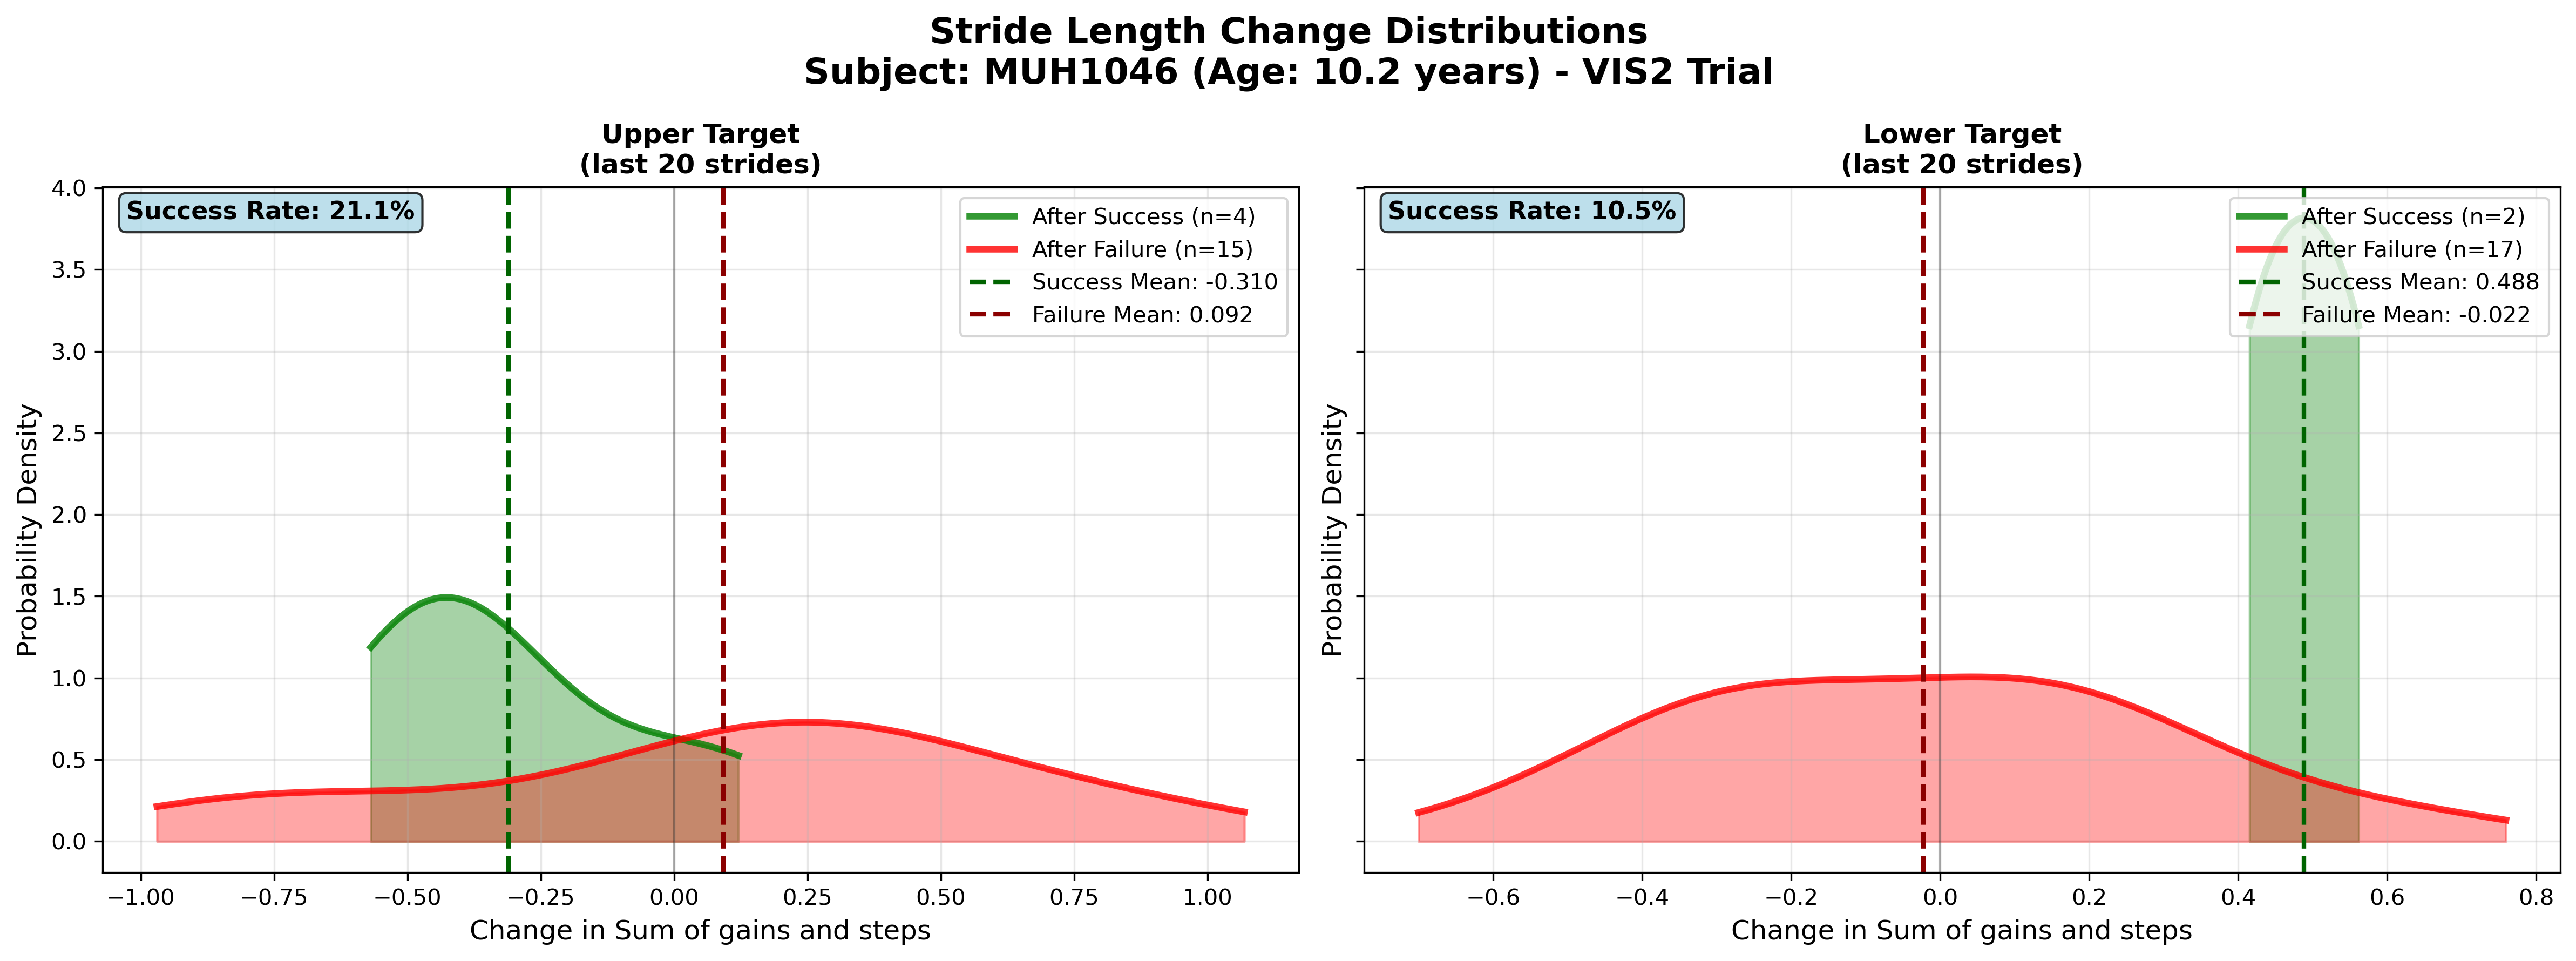 Stride Length Change Distributions
Subject: MUH1046 (Age: 10.2 years) - VIS2 Trial
Upper Target
(last 20 strides)
Success Rate: 21.1%
After Success (n=4)
After Failure (n=15)
Success Mean: -0.310
Failure Mean: 0.092
4.0
3.5
3.0
2.5
2.0
1.5
1.0
0.5
0.0
Probability Density
−1.00 −0.75 −0.50 −0.25 0.00 0.25 0.50 0.75 1.00
Change in Sum of gains and steps
Lower Target
(last 20 strides)
Success Rate: 10.5%
After Success (n=2)
After Failure (n=17)
Success Mean: 0.488
Failure Mean: -0.022
Probability Density
−0.6 −0.4 −0.2 0.0 0.2 0.4 0.6 0.8
Change in Sum of gains and steps